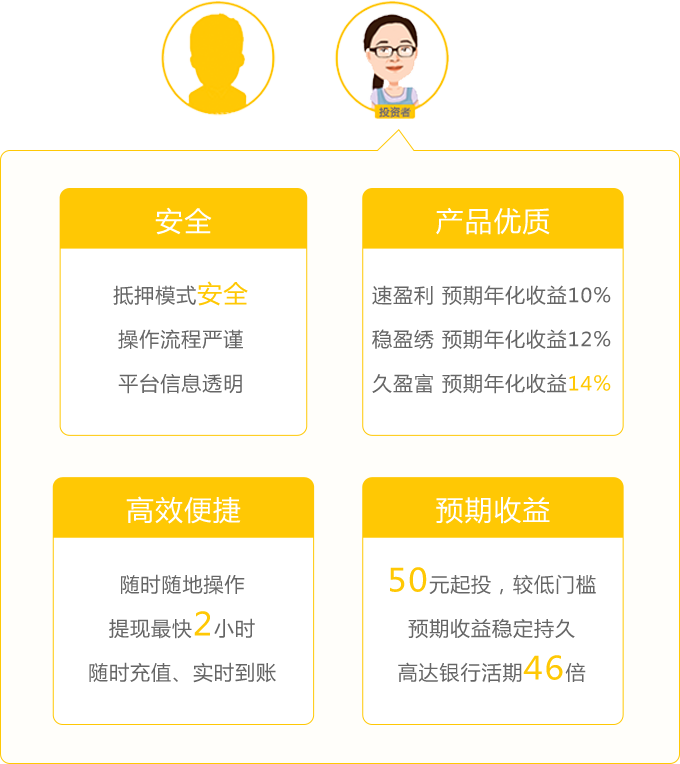 投资者
安全
抵押模式安全
操作流程严谨
平台信息透明
产品优质
速盈利 预期年化收益10%
稳盈绣 预期年化收益12%
久盈富 预期年化收益14%
高效便捷
随时随地操作
提现最快2小时
随时充值、实时到账
预期收益
50元起投，较低门槛
预期收益稳定持久
高达银行活期46倍